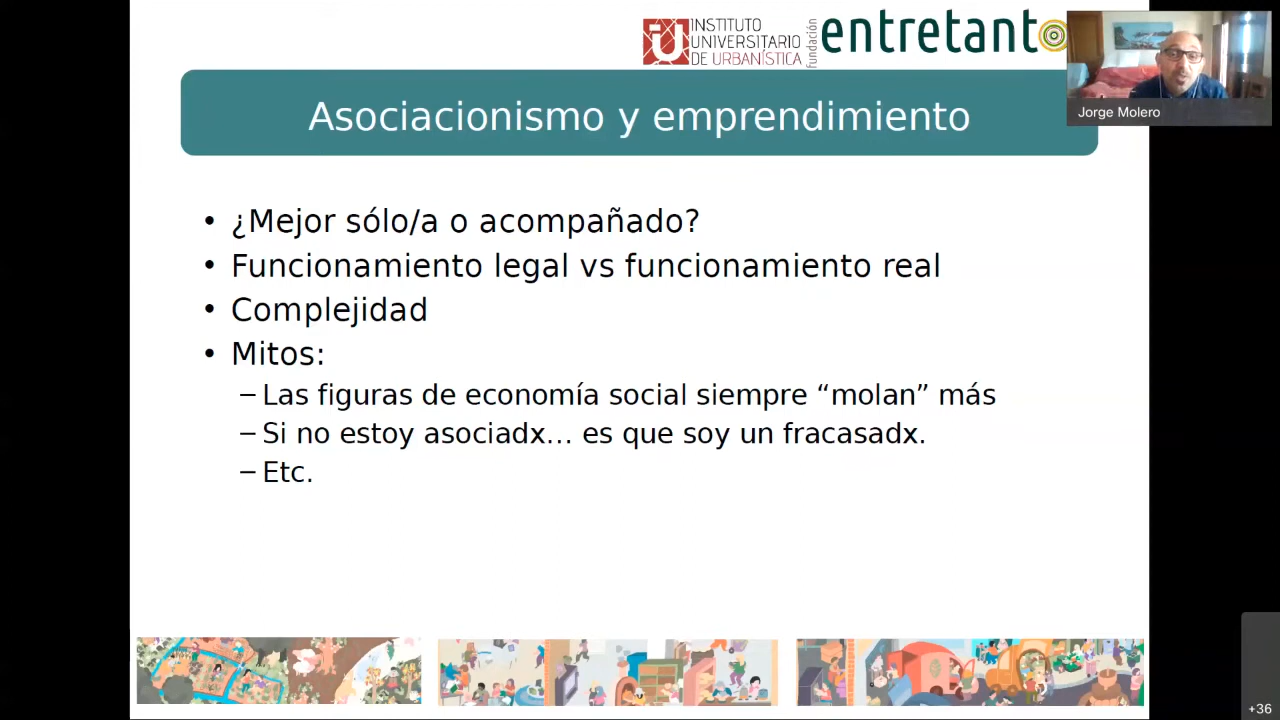 INSTITUTO
UNIVERSITARIO
DE URBANÍSTICA
fundación
entretanto
Jorge Molero
Asociacionismo y emprendimiento
• ¿Mejor sólo/a o acompañado?
• Funcionamiento legal vs funcionamiento real
• Complejidad
• Mitos:
– Las figuras de economía social siempre “molan” más
– Si no estoy asociadx... es que soy un fracasadx.
– Etc.
+36